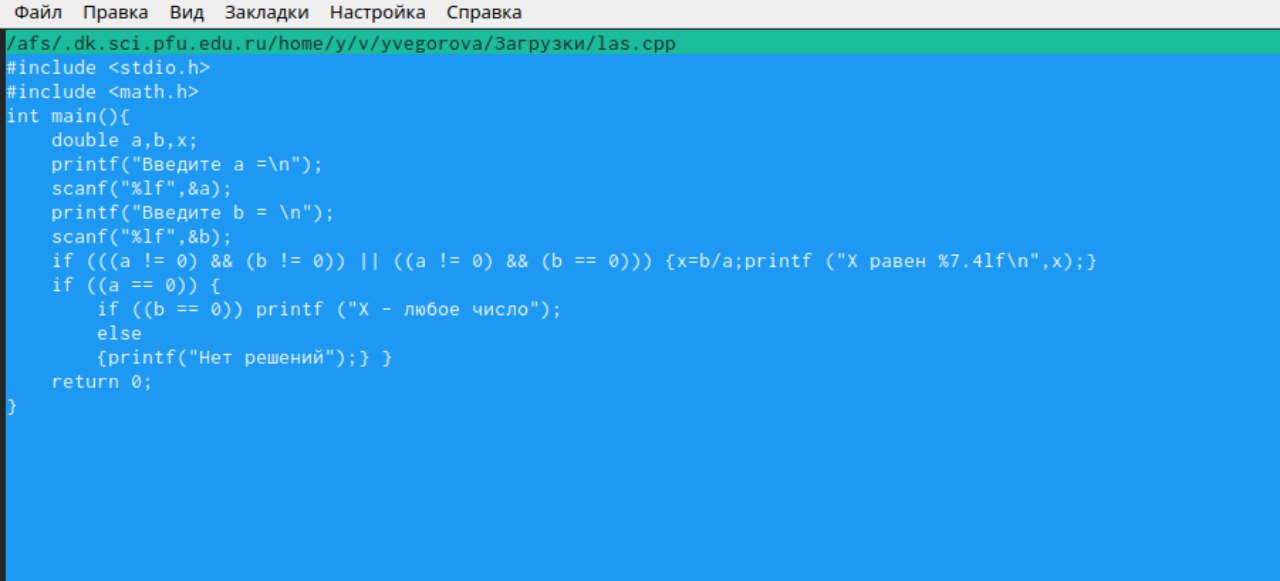 Файл Правка Вид Закладки Настройка Справка
/afs/.dk.sci.pfu.edu.ru/home/y/v/yvegorova/Загрузки/las.cpp
#include <stdio.h>
#include <math.h>
int main(){
    double a,b,x;
    printf("Введите a =\n");
    scanf("%lf",&a);
    printf("Введите b = \n");
    scanf("%lf",&b);
    if (((a != 0) && (b != 0)) || ((a != 0) && (b == 0))) {x=b/a;printf ("X равен %7.4lf\n",x);}
    if ((a == 0)) {
        if ((b == 0)) printf ("X - любое число");
        else
        {printf("Нет решений");} }
    return 0;
}